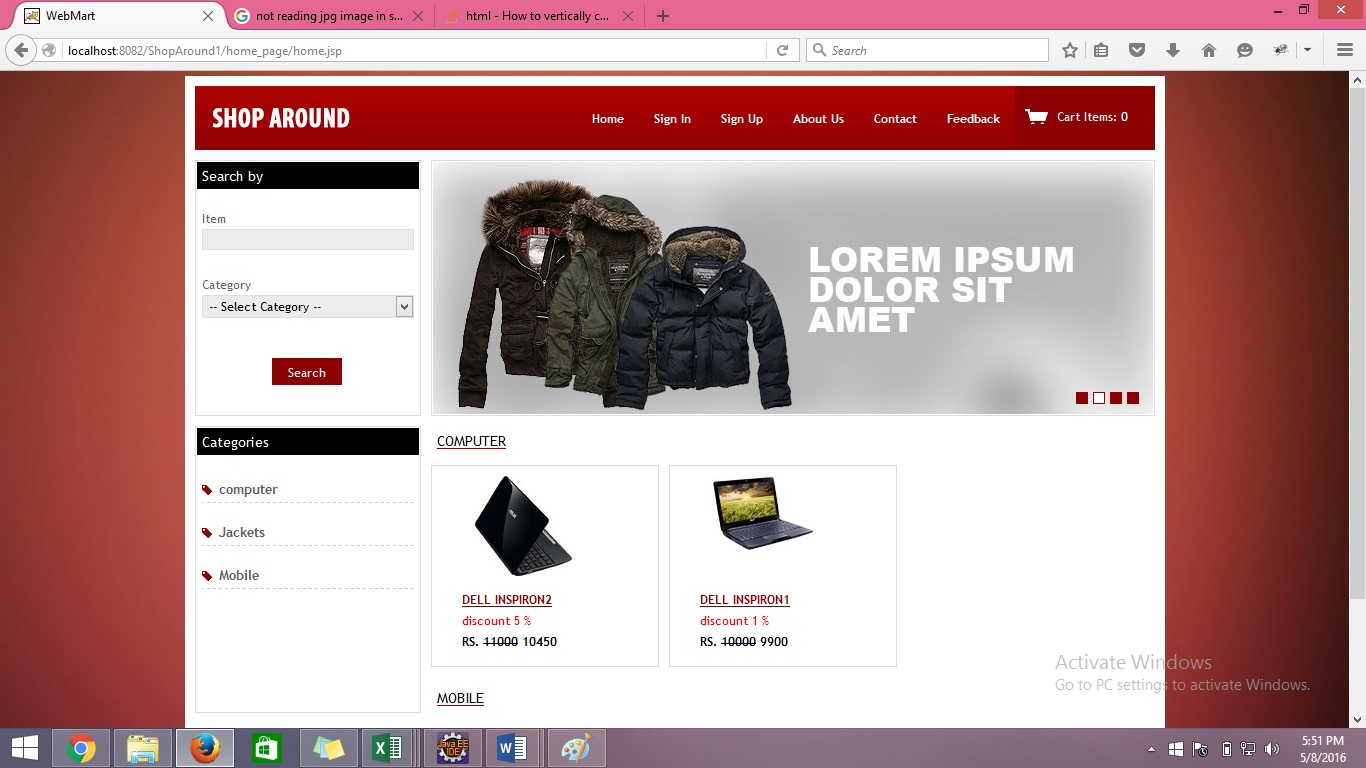 WebMart
not reading jpg image in s...
html - How to vertically c...
localhost:8082/ShopAround1/home_page/home.jsp
Search
SHOP AROUND
Home Sign In Sign Up About Us Contact Feedback
Cart Items: 0
Search by
Item
Category
-- Select Category --
Search
LOREM IPSUM
DOLOR SIT
AMET
Categories
computer
Jackets
Mobile
COMPUTER
DELL INSPIRON2
discount 5 %
RS. 11000 10450
DELL INSPIRON1
discount 1 %
RS. 10000 9900
MOBILE
Activate Windows
Go to PC settings to activate Windows.
Java EE
IDE
5:51 PM
5/8/2016